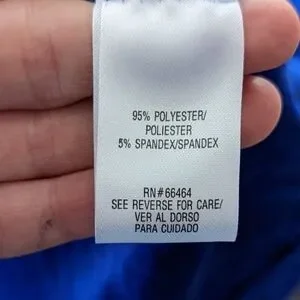 95% POLYESTER/
POLIESTER
5% SPANDEX/SPANDEX
RN#66464
SEE REVERSE FOR CARE/
VER AL DORSO
PARA CUIDADO